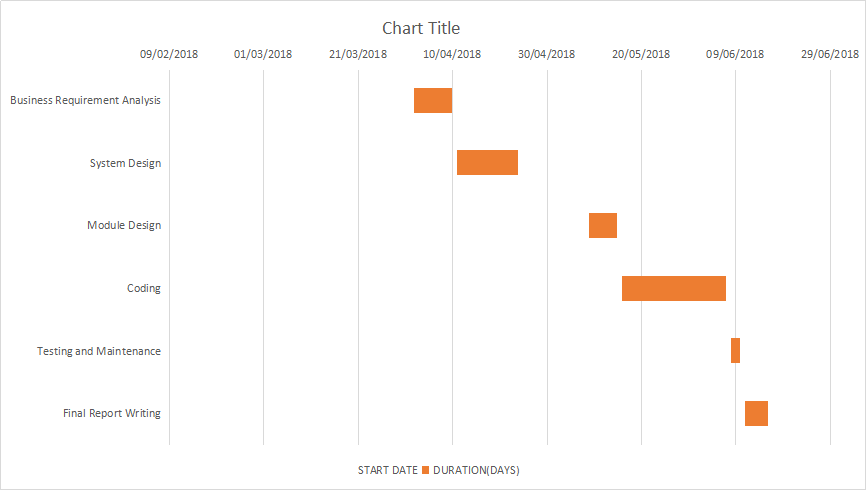 Chart Title
09/02/2018 01/03/2018 21/03/2018 10/04/2018 30/04/2018 20/05/2018 09/06/2018 29/06/2018
Business Requirement Analysis
System Design
Module Design
Coding
Testing and Maintenance
Final Report Writing
START DATE DURATION(DAYS)